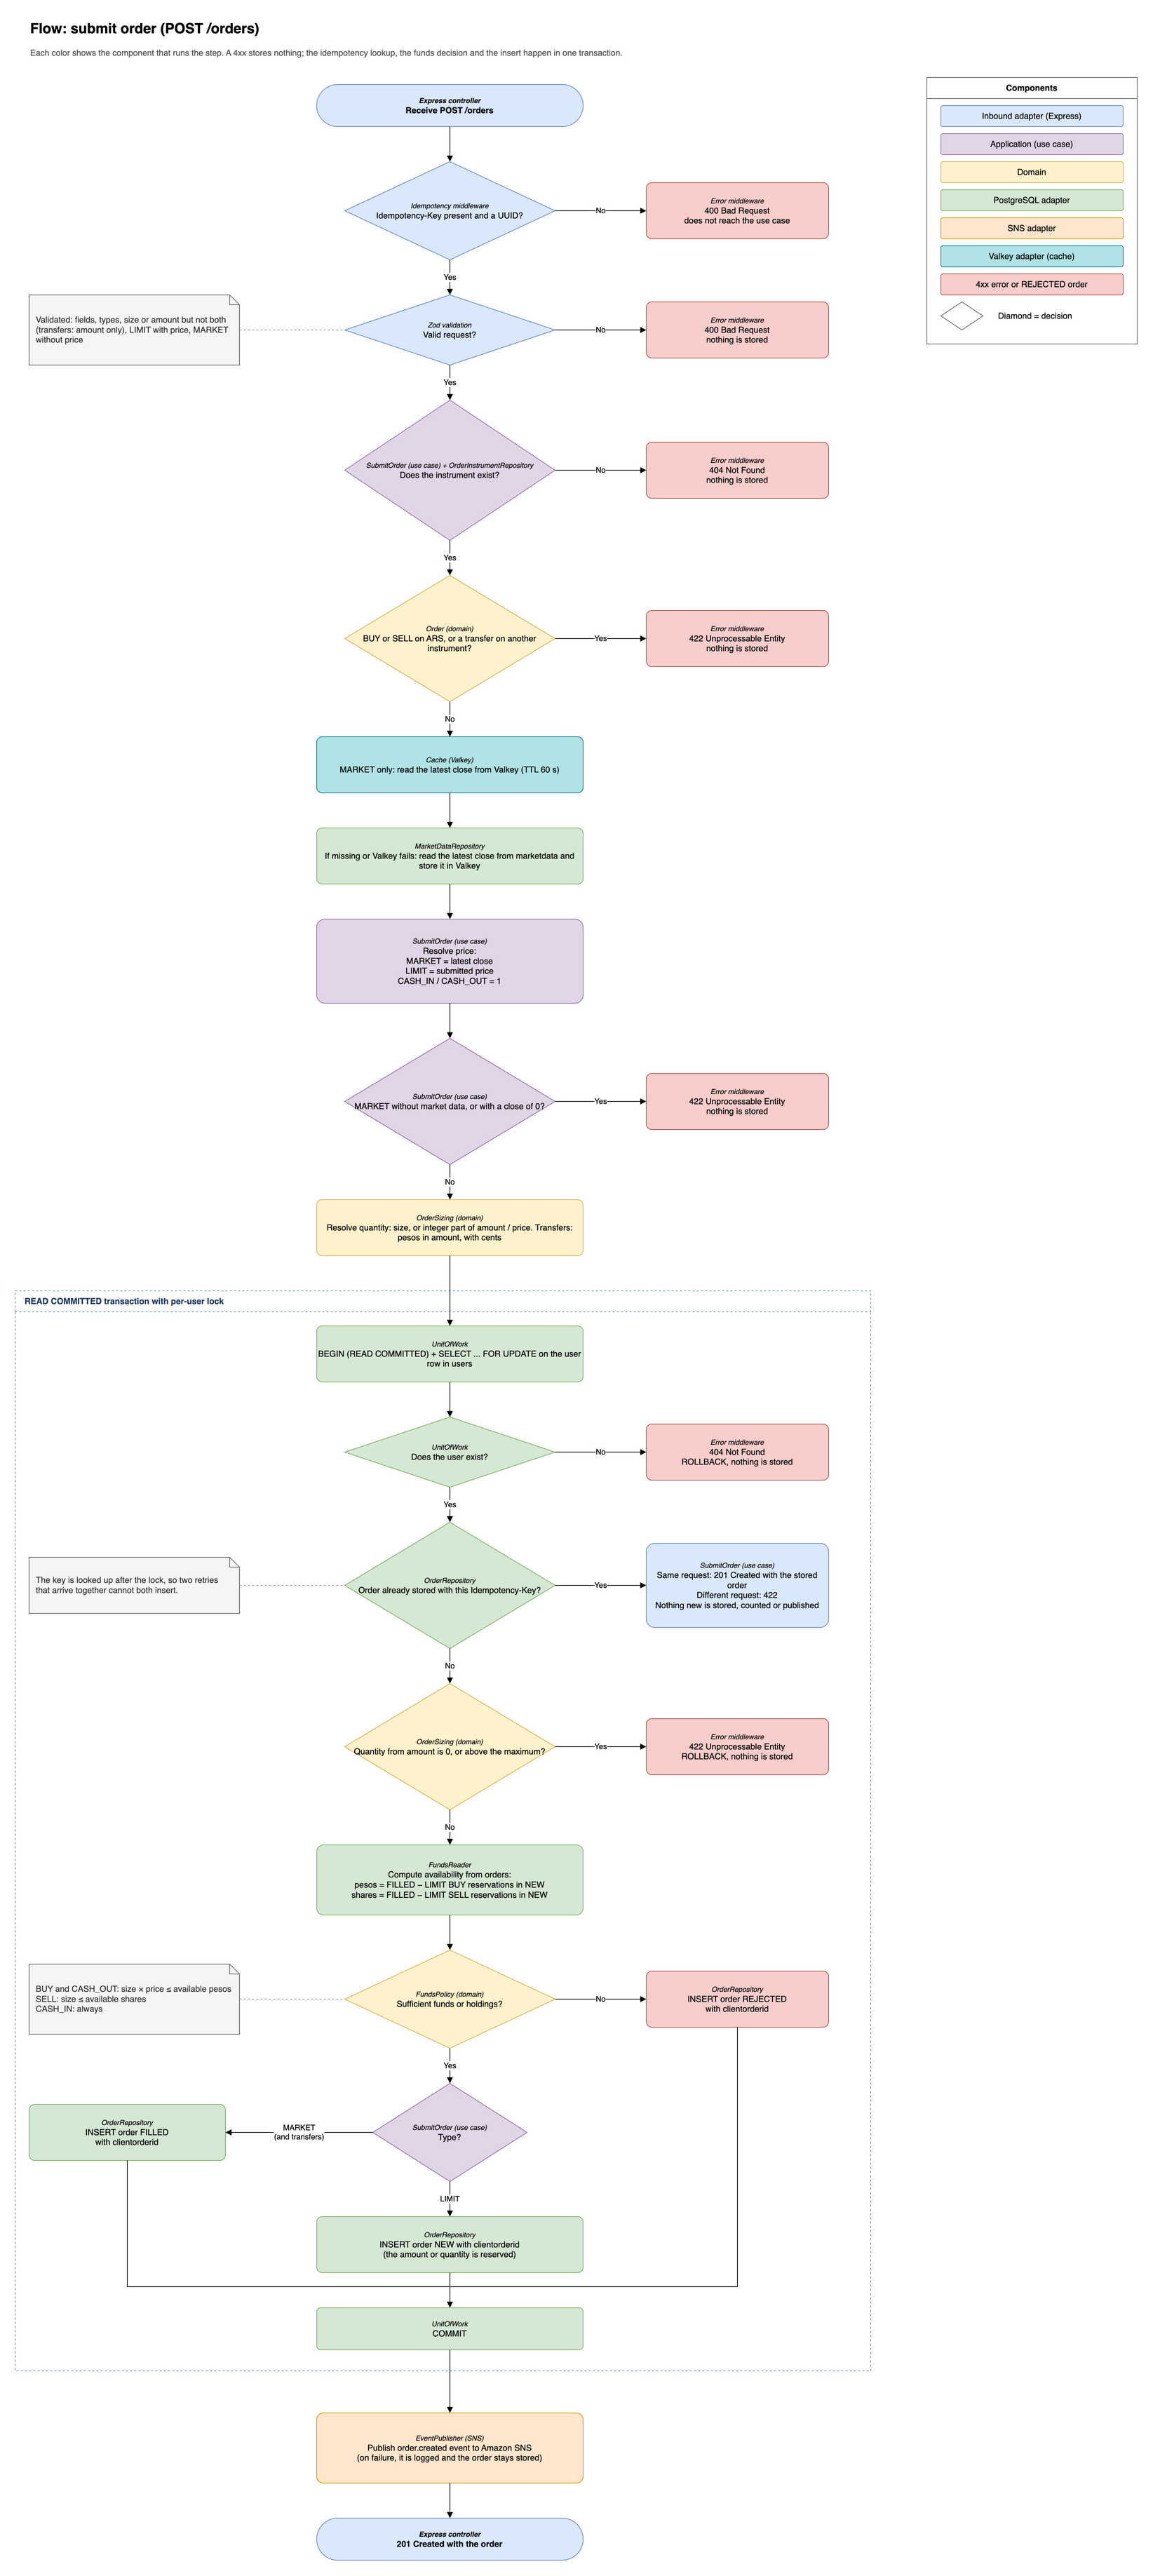 Flow: submit order (POST /orders)
Each color shows the component that runs the step. A 4xx stores nothing; the idempotency lookup, the funds decision and the insert happen in one transaction.
Components
Inbound adapter (Express)
Application (use case)
Domain
PostgreSQL adapter
SNS adapter
Valkey adapter (cache)
4xx error or REJECTED order
Diamond = decision
Express controller
Receive POST /orders
Idempotency middleware
Idempotency-Key present and a UUID?
No
Error middleware
400 Bad Request
does not reach the use case
Yes
Validated: fields, types, size or amount but not both
(transfers: amount only), LIMIT with price, MARKET
without price
Zod validation
Valid request?
No
Error middleware
400 Bad Request
nothing is stored
Yes
SubmitOrder (use case) + OrderInstrumentRepository
Does the instrument exist?
No
Error middleware
404 Not Found
nothing is stored
Yes
Order (domain)
BUY or SELL on ARS, or a transfer on another
instrument?
Yes
Error middleware
422 Unprocessable Entity
nothing is stored
No
Cache (Valkey)
MARKET only: read the latest close from Valkey (TTL 60 s)
MarketDataRepository
If missing or Valkey fails: read the latest close from marketdata and
store it in Valkey
SubmitOrder (use case)
Resolve price:
MARKET = latest close
LIMIT = submitted price
CASH_IN / CASH_OUT = 1
SubmitOrder (use case)
MARKET without market data, or with a close of 0?
Yes
Error middleware
422 Unprocessable Entity
nothing is stored
No
OrderSizing (domain)
Resolve quantity: size, or integer part of amount / price. Transfers:
pesos in amount, with cents
READ COMMITTED transaction with per-user lock
UnitOfWork
BEGIN (READ COMMITTED) + SELECT ... FOR UPDATE on the user
row in users
UnitOfWork
Does the user exist?
No
Error middleware
404 Not Found
ROLLBACK, nothing is stored
Yes
The key is looked up after the lock, so two retries
that arrive together cannot both insert.
OrderRepository
Order already stored with this Idempotency-Key?
Yes
SubmitOrder (use case)
Same request: 201 Created with the stored
order
Different request: 422
Nothing new is stored, counted or published
No
OrderSizing (domain)
Quantity from amount is 0, or above the maximum?
Yes
Error middleware
422 Unprocessable Entity
ROLLBACK, nothing is stored
No
FundsReader
Compute availability from orders:
pesos = FILLED − LIMIT BUY reservations in NEW
shares = FILLED − LIMIT SELL reservations in NEW
BUY and CASH_OUT: size × price ≤ available pesos
SELL: size ≤ available shares
CASH_IN: always
FundsPolicy (domain)
Sufficient funds or holdings?
No
OrderRepository
INSERT order REJECTED
with clientorderid
Yes
OrderRepository
INSERT order FILLED
with clientorderid
MARKET
(and transfers)
SubmitOrder (use case)
Type?
LIMIT
OrderRepository
INSERT order NEW with clientorderid
(the amount or quantity is reserved)
UnitOfWork
COMMIT
EventPublisher (SNS)
Publish order.created event to Amazon SNS
(on failure, it is logged and the order stays stored)
Express controller
201 Created with the order